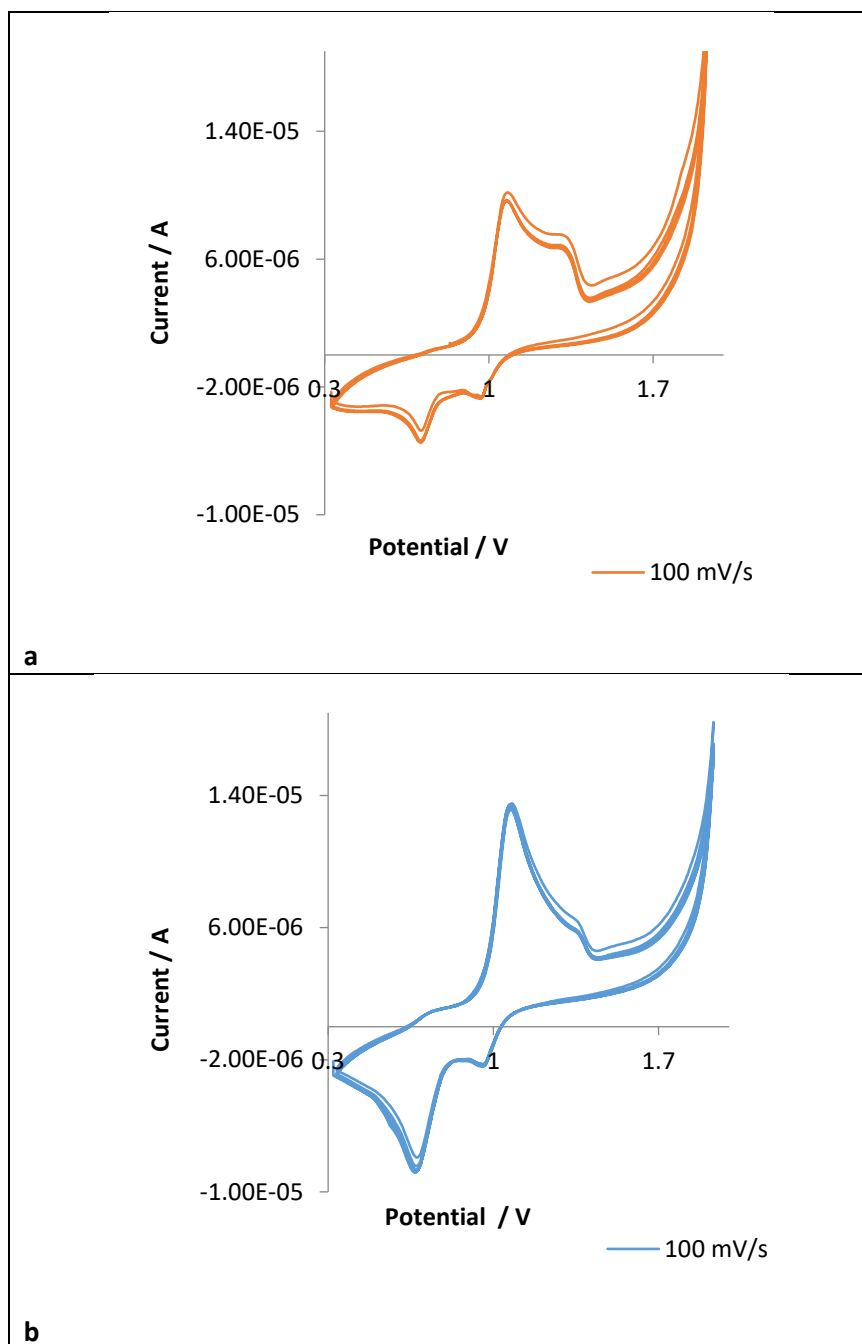 1.40E-05
6.00E-06
-2.00E-06
-1.00E-05
0.3 1 1.7
Current / A
Potential / V
100 mV/s
a
1.40E-05
6.00E-06
-2.00E-06
-1.00E-05
0.3 1 1.7
Current / A
Potential / V
100 mV/s
b